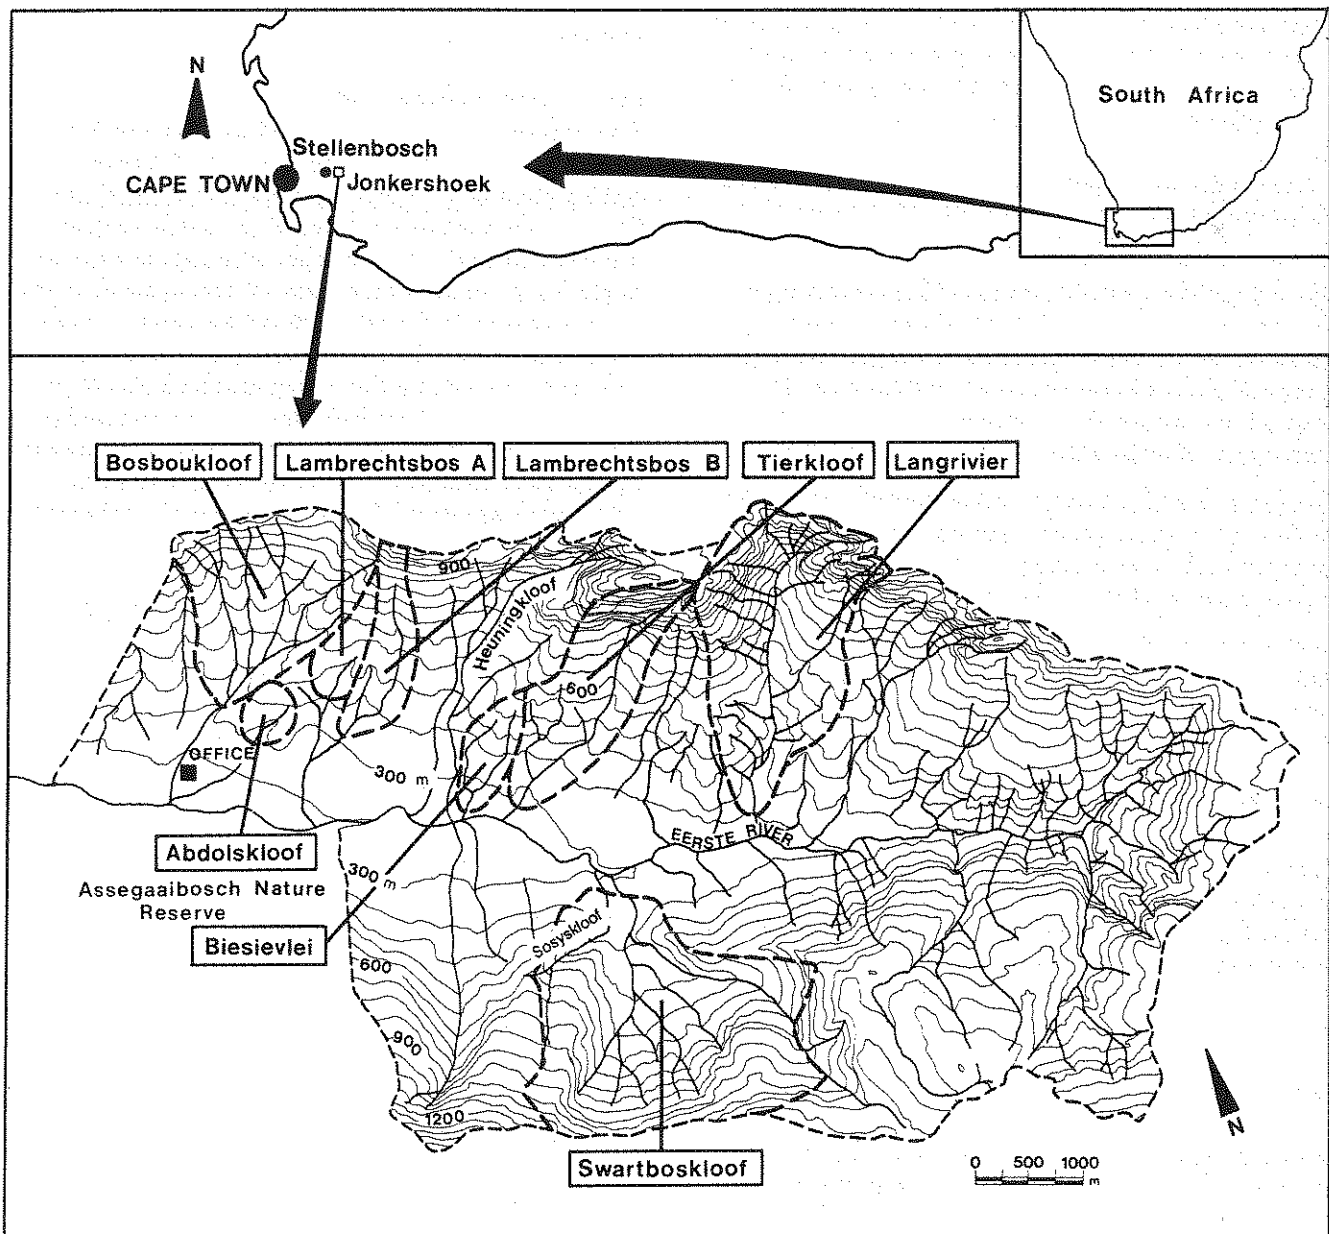 N
South Africa
Stellenbosch
CAPE TOWN
Jonkershoek
Bosboukloof
Lambrechtsbos A
Lambrechtsbos B
Tierkloof
Langrivier
900
Heuningkloof
600
OFFICE
300 m
EERSTE RIVER
Abdolskloof
300 m
Assegaaibosch Nature
Reserve
Biesievlei
Sosyskloof
600
900
1200
Swartboskloof
N
0 500 1000
m